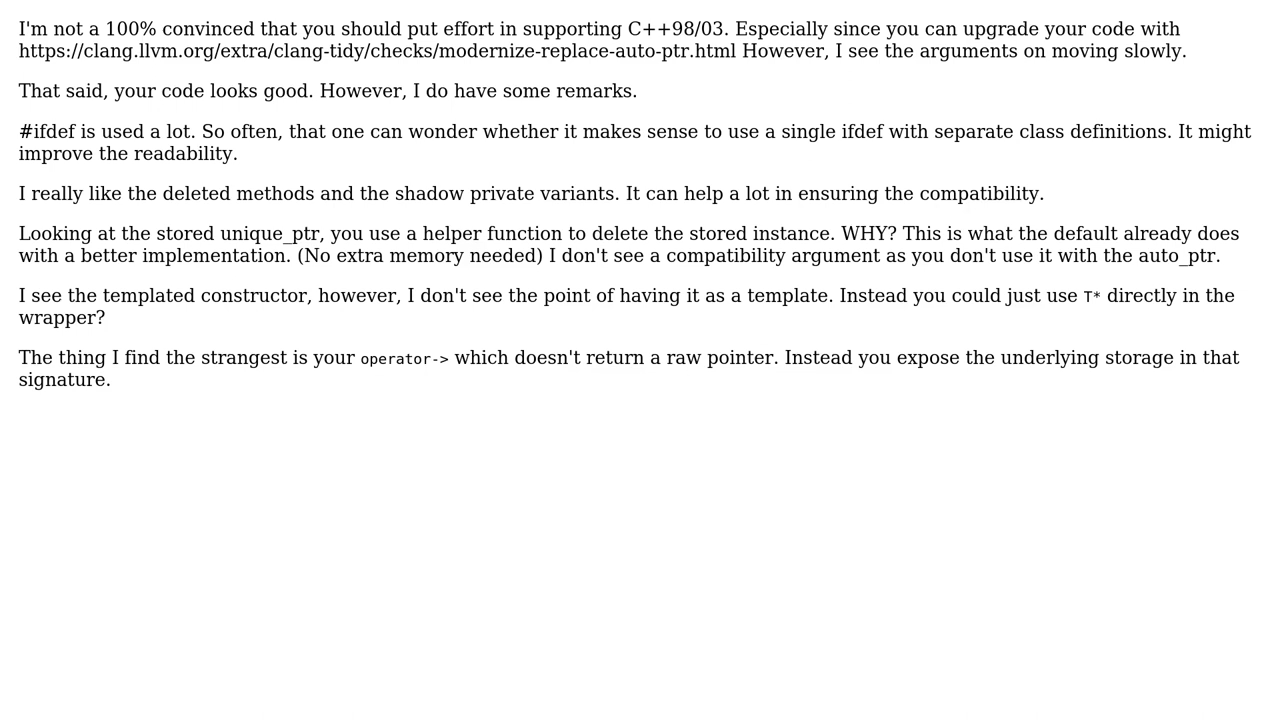 I'm not a 100% convinced that you should put effort in supporting C++98/03. Especially since you can upgrade your code with
https://clang.llvm.org/extra/clang-tidy/checks/modernize-replace-auto-ptr.html However, I see the arguments on moving slowly.
That said, your code looks good. However, I do have some remarks.
#ifdef is used a lot. So often, that one can wonder whether it makes sense to use a single ifdef with separate class definitions. It might
improve the readability.
I really like the deleted methods and the shadow private variants. It can help a lot in ensuring the compatibility.
Looking at the stored unique_ptr, you use a helper function to delete the stored instance. WHY? This is what the default already does
with a better implementation. (No extra memory needed) I don't see a compatibility argument as you don't use it with the auto_ptr.
I see the templated constructor, however, I don't see the point of having it as a template. Instead you could just use T* directly in the
wrapper?
The thing I find the strangest is your operator-> which doesn't return a raw pointer. Instead you expose the underlying storage in that
signature.